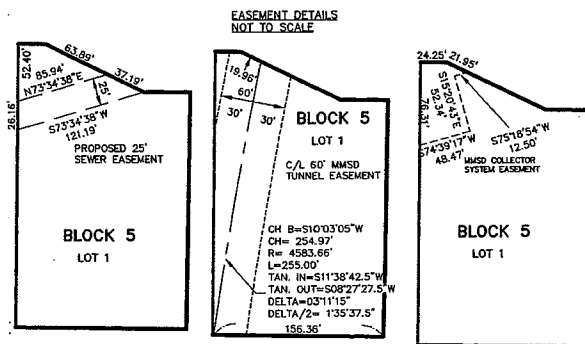 EASEMENT DETAILS
NOT TO SCALE
52.40'
63.89'
85.94'
N73°34'38"E
25'
37.19'
26.16'
S73°34'38"W
121.19'
PROPOSED 25'
SEWER EASEMENT
BLOCK 5
LOT 1
19.96'
60'
30'
30'
BLOCK 5
LOT 1
C/L 60' MMSD
TUNNEL EASEMENT
CH B=S10°03'05"W
CH= 254.97'
R= 4583.66'
L=255.00'
TAN. IN=S11°38'42.5"W
TAN. OUT=S08°27'27.5"W
DELTA=03°11'15"
DELTA/2= 1°35'37.5"
156.36'
24.25'
21.95'
76.31'
S15°20'43"E
52.34'
S74°39'17"W
48.47'
S75°18'54"W
12.50'
MMSD COLLECTOR
SYSTEM EASEMENT
BLOCK 5
LOT 1